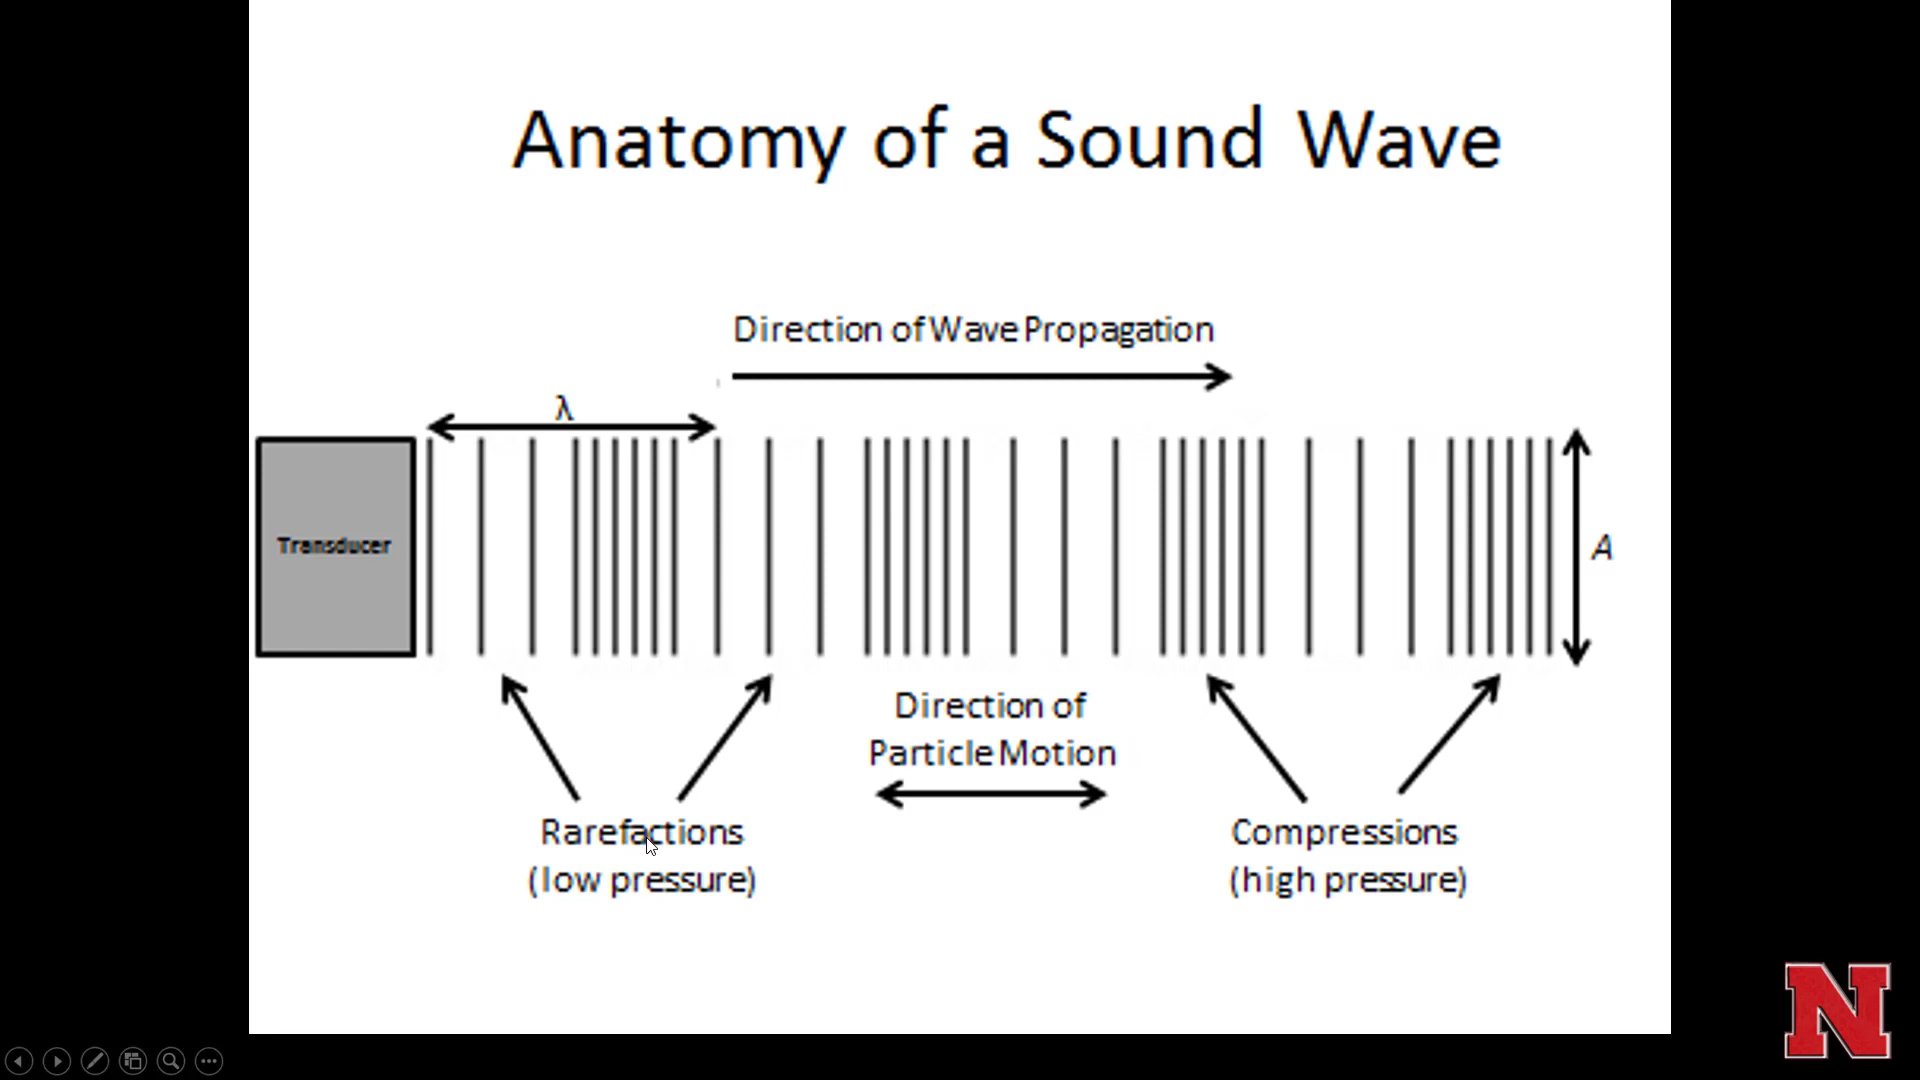 Anatomy of a Sound Wave
Direction of Wave Propagation
λ
Transducer
A
Direction of
Particle Motion
Rarefactions
(low pressure)
Compressions
(high pressure)
N